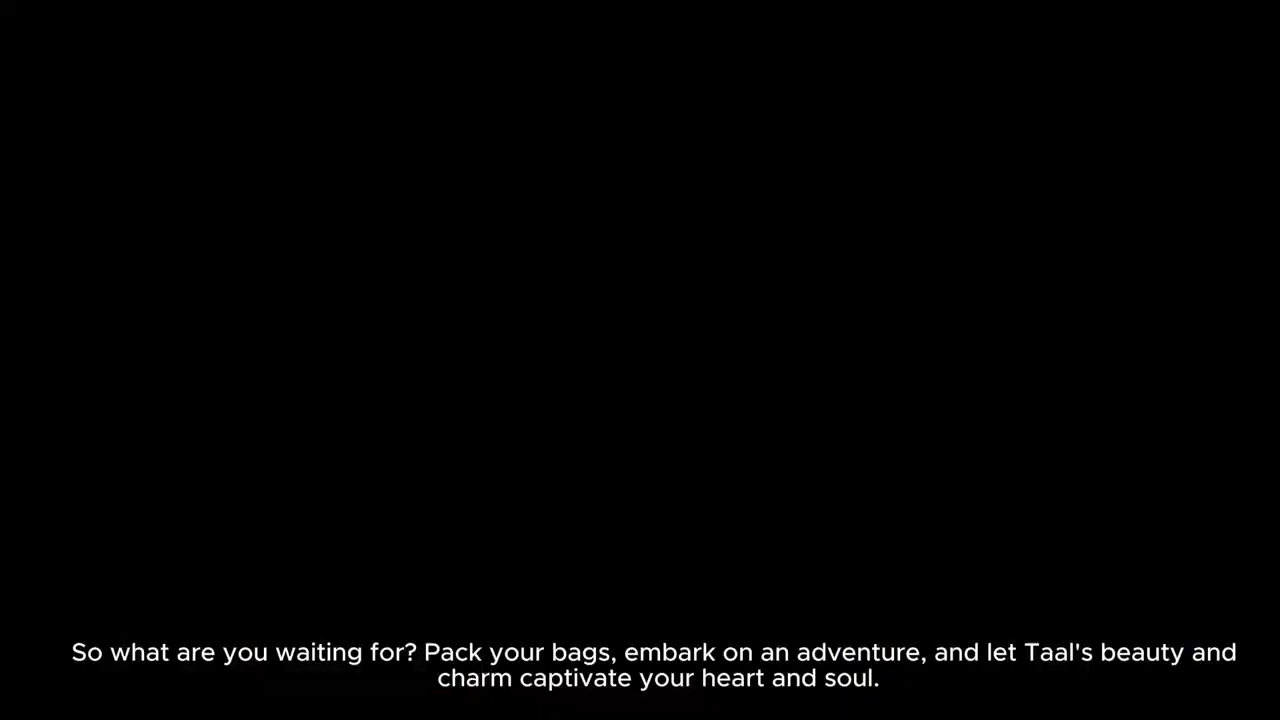 So what are you waiting for? Pack your bags, embark on an adventure, and let Taal's beauty and
charm captivate your heart and soul.